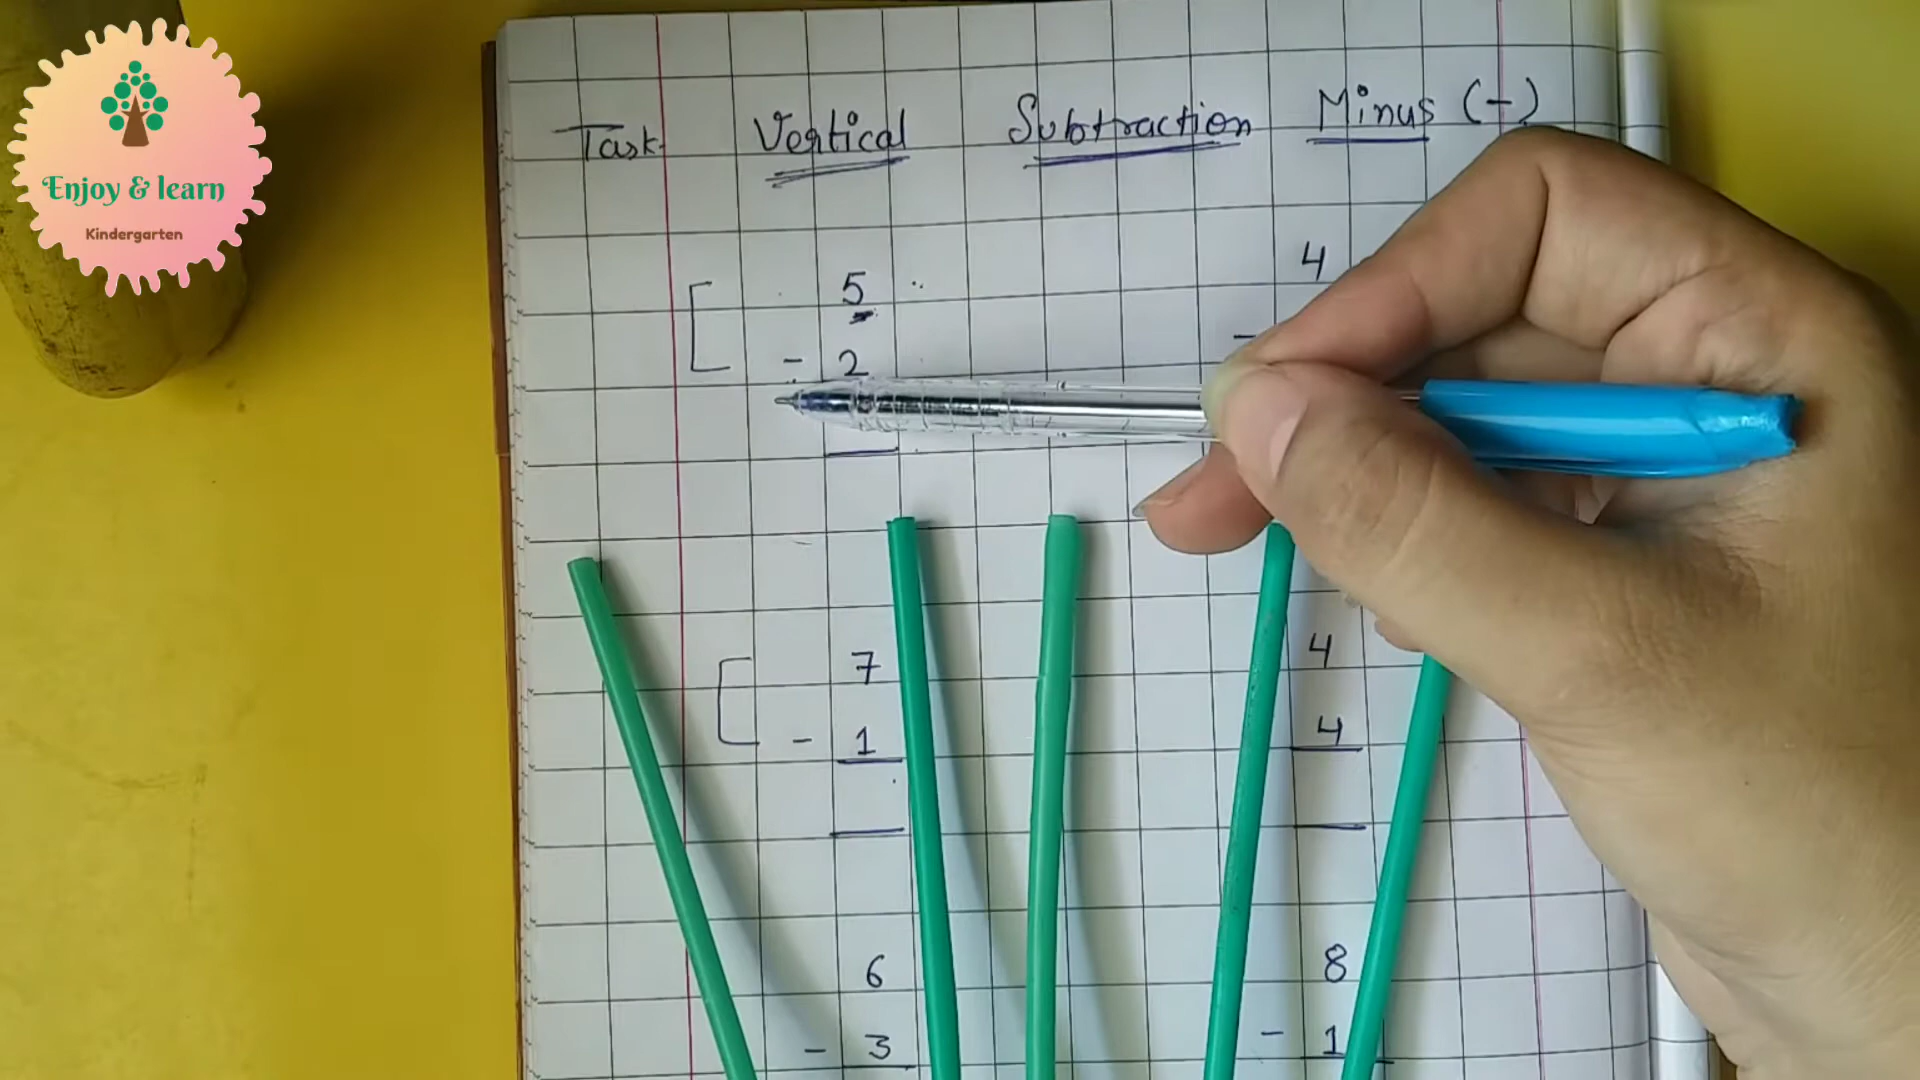 Enjoy & learn
Kindergarten
Task Vertical Subtraction Minus (-)
5 4
- 2 -
7 4
- 1 4
6 8
- 3 - 1